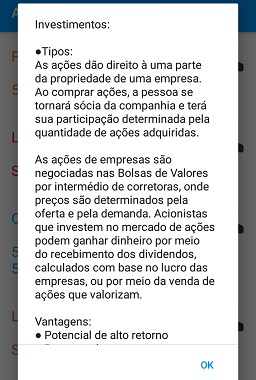 Investimentos:
●Tipos:
As ações dão direito à uma parte
da propriedade de uma empresa.
Ao comprar ações, a pessoa se
tornará sócia da companhia e terá
sua participação determinada pela
quantidade de ações adquiridas.
As ações de empresas são
negociadas nas Bolsas de Valores
por intermédio de corretoras, onde
preços são determinados pela
oferta e pela demanda. Acionistas
que investem no mercado de ações
podem ganhar dinheiro por meio
do recebimento dos dividendos,
calculados com base no lucro das
empresas, ou por meio da venda de
ações que valorizam.
Vantagens:
● Potencial de alto retorno
OK